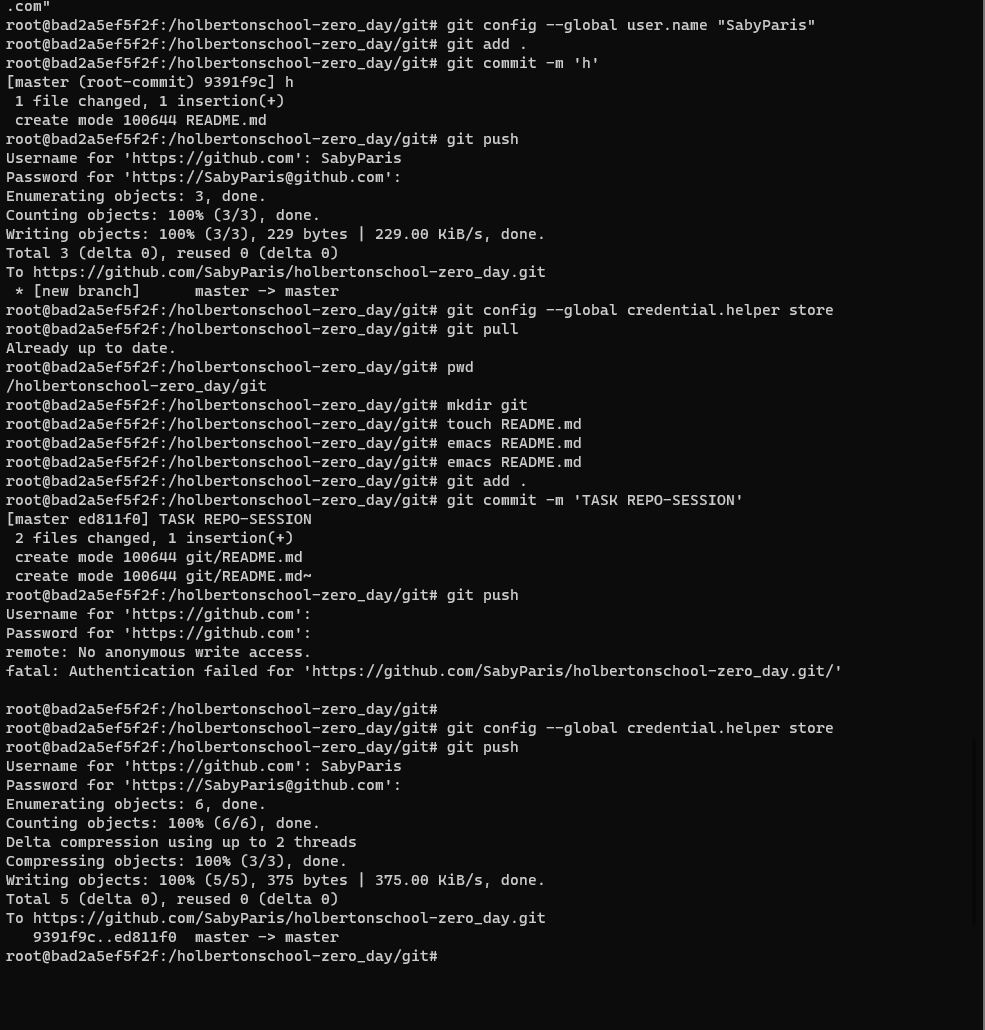 .com"
root@bad2a5ef5f2f:/holbertonschool-zero_day/git# git config --global user.name "SabyParis"
root@bad2a5ef5f2f:/holbertonschool-zero_day/git# git add .
root@bad2a5ef5f2f:/holbertonschool-zero_day/git# git commit -m 'h'
[master (root-commit) 9391f9c] h
 1 file changed, 1 insertion(+)
 create mode 100644 README.md
root@bad2a5ef5f2f:/holbertonschool-zero_day/git# git push
Username for 'https://github.com': SabyParis
Password for 'https://SabyParis@github.com':
Enumerating objects: 3, done.
Counting objects: 100% (3/3), done.
Writing objects: 100% (3/3), 229 bytes | 229.00 KiB/s, done.
Total 3 (delta 0), reused 0 (delta 0)
To https://github.com/SabyParis/holbertonschool-zero_day.git
 * [new branch]      master -> master
root@bad2a5ef5f2f:/holbertonschool-zero_day/git# git config --global credential.helper store
root@bad2a5ef5f2f:/holbertonschool-zero_day/git# git pull
Already up to date.
root@bad2a5ef5f2f:/holbertonschool-zero_day/git# pwd
/holbertonschool-zero_day/git
root@bad2a5ef5f2f:/holbertonschool-zero_day/git# mkdir git
root@bad2a5ef5f2f:/holbertonschool-zero_day/git# touch README.md
root@bad2a5ef5f2f:/holbertonschool-zero_day/git# emacs README.md
root@bad2a5ef5f2f:/holbertonschool-zero_day/git# emacs README.md
root@bad2a5ef5f2f:/holbertonschool-zero_day/git# git add .
root@bad2a5ef5f2f:/holbertonschool-zero_day/git# git commit -m 'TASK REPO-SESSION'
[master ed811f0] TASK REPO-SESSION
 2 files changed, 1 insertion(+)
 create mode 100644 git/README.md
 create mode 100644 git/README.md~
root@bad2a5ef5f2f:/holbertonschool-zero_day/git# git push
Username for 'https://github.com':
Password for 'https://github.com':
remote: No anonymous write access.
fatal: Authentication failed for 'https://github.com/SabyParis/holbertonschool-zero_day.git/'
root@bad2a5ef5f2f:/holbertonschool-zero_day/git#
root@bad2a5ef5f2f:/holbertonschool-zero_day/git# git config --global credential.helper store
root@bad2a5ef5f2f:/holbertonschool-zero_day/git# git push
Username for 'https://github.com': SabyParis
Password for 'https://SabyParis@github.com':
Enumerating objects: 6, done.
Counting objects: 100% (6/6), done.
Delta compression using up to 2 threads
Compressing objects: 100% (3/3), done.
Writing objects: 100% (5/5), 375 bytes | 375.00 KiB/s, done.
Total 5 (delta 0), reused 0 (delta 0)
To https://github.com/SabyParis/holbertonschool-zero_day.git
   9391f9c..ed811f0  master -> master
root@bad2a5ef5f2f:/holbertonschool-zero_day/git#